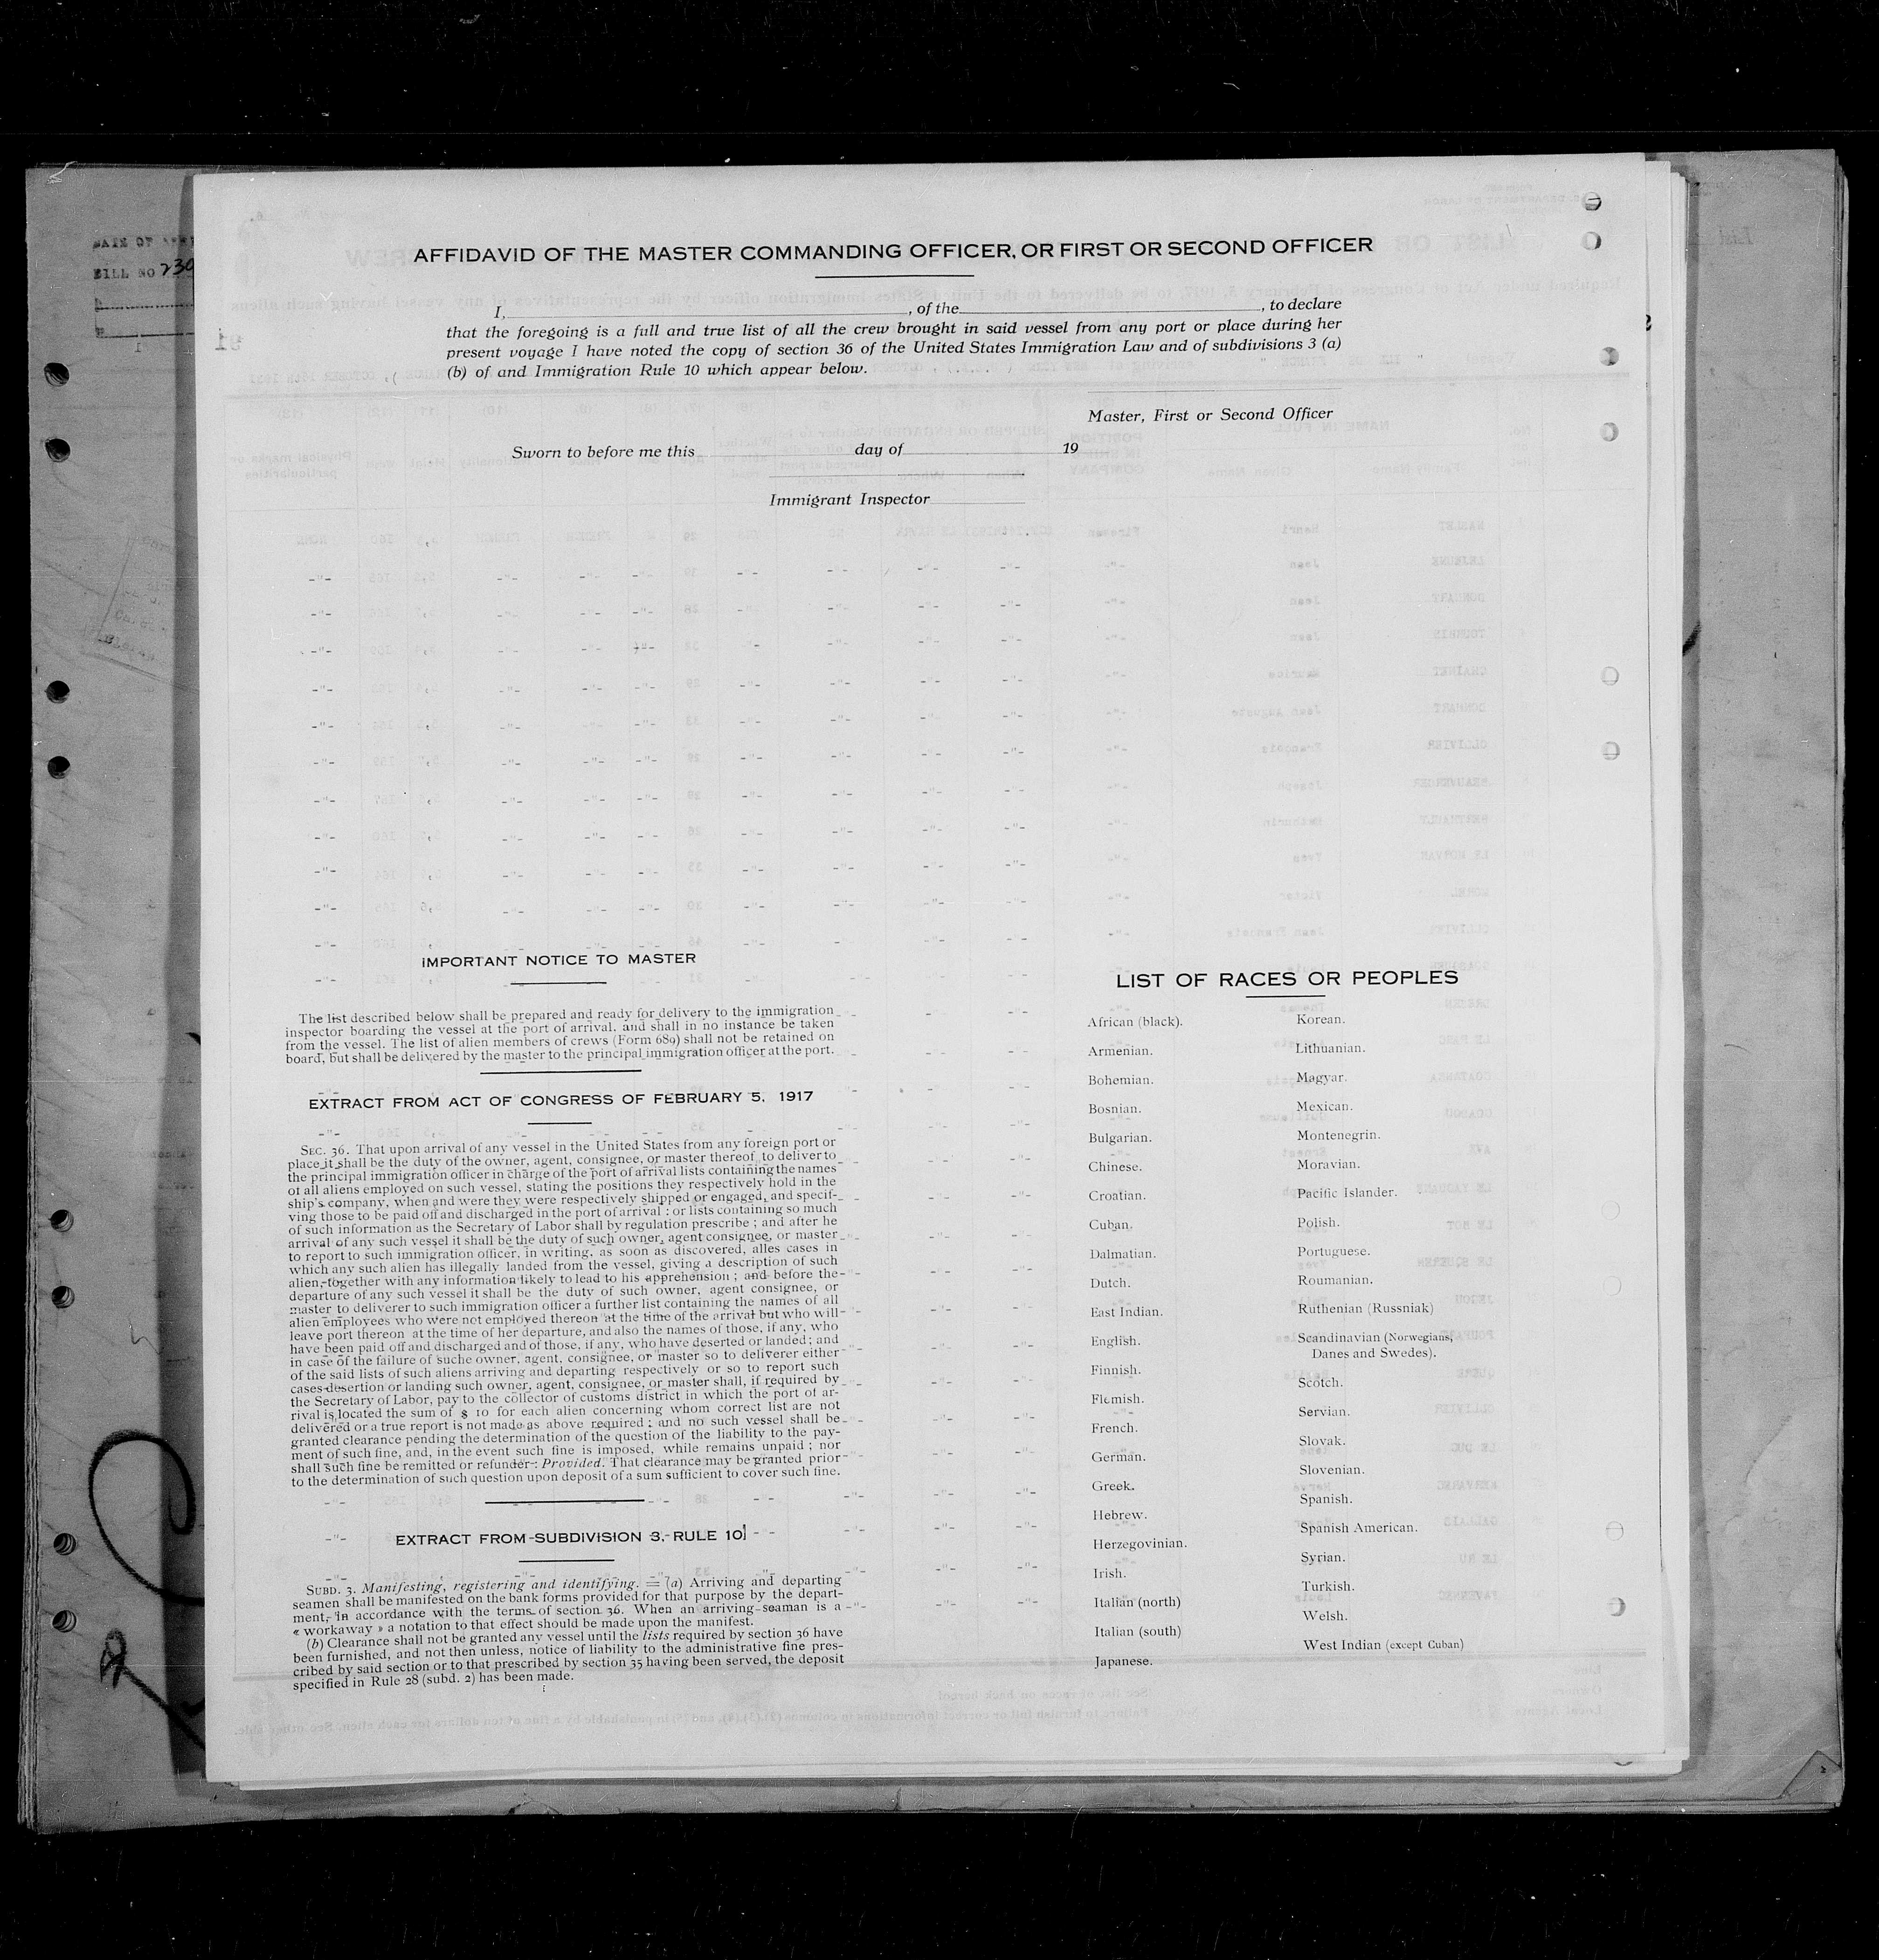 AFFIDAVID OF THE MASTER COMMANDING OFFICER, OR FIRST OR SECOND OFFICER
I, , of the , to declare
that the foregoing is a full and true list of all the crew brought in said vessel from any port or place during her
present voyage I have noted the copy of section 36 of the United States Immigration Law and of subdivisions 3 (a)
(b) of and Immigration Rule 10 which appear below.
Master, First or Second Officer
Sworn to before me this day of 19
Immigrant Inspector
BILL NO 230
IMPORTANT NOTICE TO MASTER
The list described below shall be prepared and ready for delivery to the immigration
inspector boarding the vessel at the port of arrival, and shall in no instance be taken
from the vessel. The list of alien members of crews (Form 689) shall not be retained on
board, but shall be delivered by the master to the principal immigration officer at the port.
EXTRACT FROM ACT OF CONGRESS OF FEBRUARY 5, 1917
SEC. 36. That upon arrival of any vessel in the United States from any foreign port or
place it shall be the duty of the owner, agent, consignee, or master thereof to deliver to
the principal immigration officer in charge of the port of arrival lists containing the names
of all aliens employed on such vessel, stating the positions they respectively hold in the
ship's company, when and were they were respectively shipped or engaged, and specif-
ving those to be paid off and discharged in the port of arrival : or lists containing so much
of such information as the Secretary of Labor shall by regulation prescribe ; and after he
arrival of any such vessel it shall be the duty of such owner, agent consignee, or master
to report to such immigration officer, in writing, as soon as discovered, alles cases in
which any such alien has illegally landed from the vessel, giving a description of such
alien, together with any information likely to lead to his apprehension ; and before the
departure of any such vessel it shall be the duty of such owner, agent consignee, or
master to deliverer to such immigration officer a further list containing the names of all
alien employees who were not employed thereon at the time of the arrival but who will
leave port thereon at the time of her departure, and also the names of those, if any, who
have been paid off and discharged and of those, if any, who have deserted or landed ; and
in case of the failure of suche owner, agent, consignee, or master so to deliverer either
of the said lists of such aliens arriving and departing respectively or so to report such
cases desertion or landing such owner, agent, consignee, or master shall, if required by
the Secretary of Labor, pay to the collector of customs district in which the port of ar-
rival is located the sum of $ 10 for each alien concerning whom correct list are not
delivered or a true report is not made as above required ; and no such vessel shall be
granted clearance pending the determination of the question of the liability to the pay-
ment of such fine, and, in the event such fine is imposed, while remains unpaid ; nor
shall such fine be remitted or refunder : Provided. That clearance may be granted prior
to the determination of such question upon deposit of a sum sufficient to cover such fine.
EXTRACT FROM SUBDIVISION 3, RULE 10
SUBD. 3. Manifesting, registering and identifying. — (a) Arriving and departing
seamen shall be manifested on the bank forms provided for that purpose by the depart-
ment, in accordance with the terms of section 36. When an arriving seaman is a
« workaway » a notation to that effect should be made upon the manifest.
(b) Clearance shall not be granted any vessel until the lists required by section 36 have
been furnished, and not then unless, notice of liability to the administrative fine pres-
cribed by said section or to that prescribed by section 35 having been served, the deposit
specified in Rule 28 (subd. 2) has been made.
LIST OF RACES OR PEOPLES
African (black).
Armenian.
Bohemian.
Bosnian.
Bulgarian.
Chinese.
Croatian.
Cuban.
Dalmatian.
Dutch.
East Indian.
English.
Finnish.
Flemish.
French.
German.
Greek.
Hebrew.
Herzegovinian.
Irish.
Italian (north)
Italian (south)
Japanese.
Korean.
Lithuanian.
Magyar.
Mexican.
Montenegrin.
Moravian.
Pacific Islander.
Polish.
Portuguese.
Roumanian.
Ruthenian (Russniak)
Scandinavian (Norwegians,
Danes and Swedes).
Scotch.
Servian.
Slovak.
Slovenian.
Spanish.
Spanish American.
Syrian.
Turkish.
Welsh.
West Indian (except Cuban)